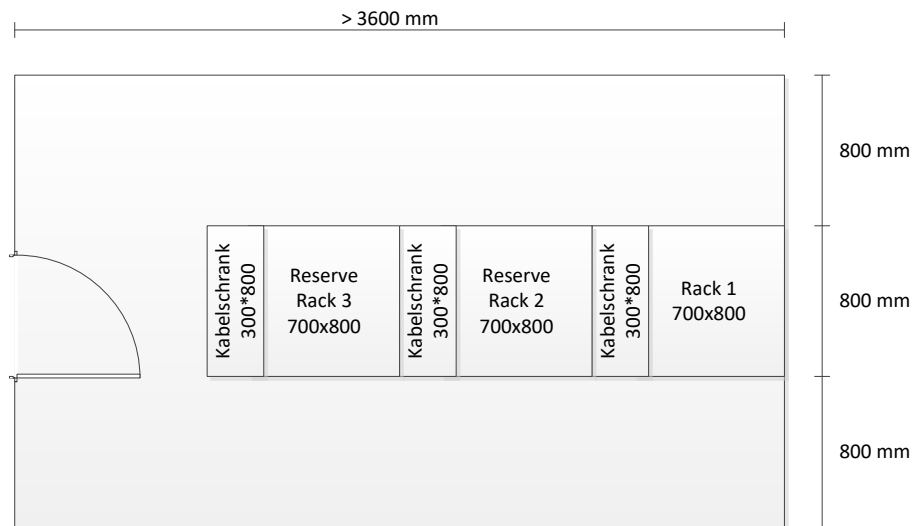 > 3600 mm
800 mm
Kabelschrank
300*800
Reserve
Rack 3
700x800
Kabelschrank
300*800
Reserve
Rack 2
700x800
Kabelschrank
300*800
Rack 1
700x800
800 mm
800 mm